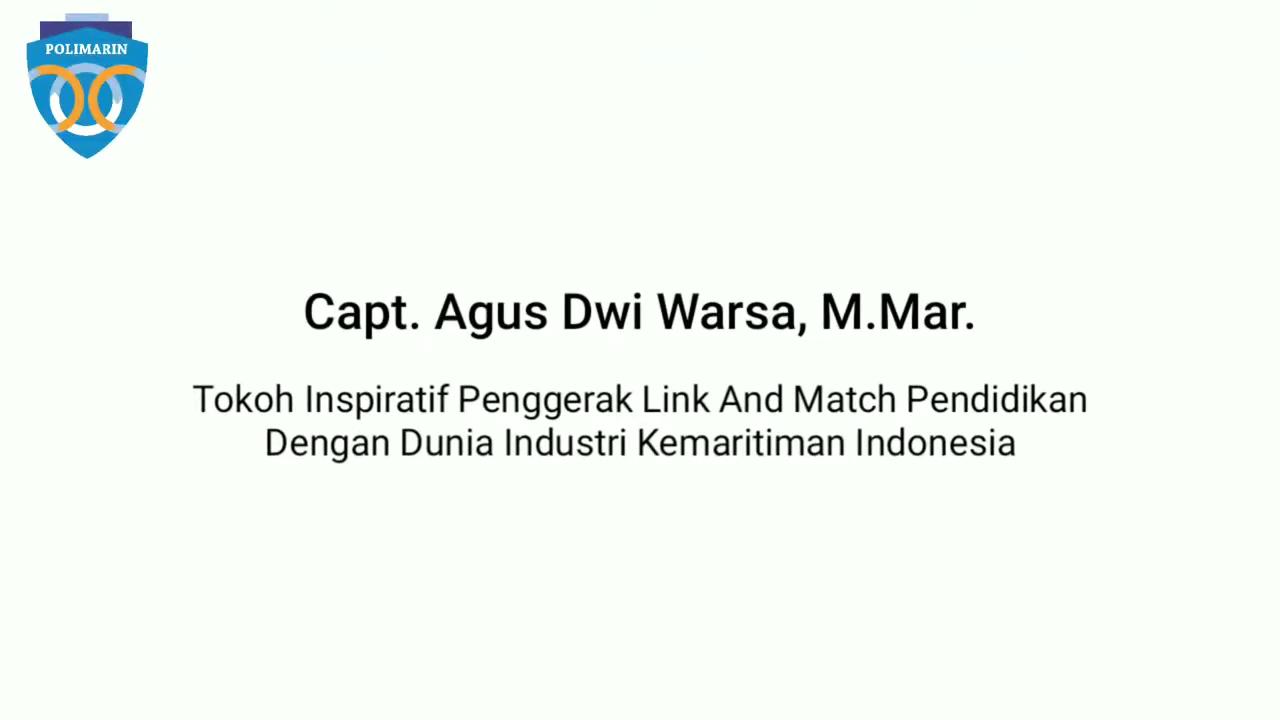 POLIMARIN
Capt. Agus Dwi Warsa, M.Mar.
Tokoh Inspiratif Penggerak Link And Match Pendidikan
Dengan Dunia Industri Kemaritiman Indonesia